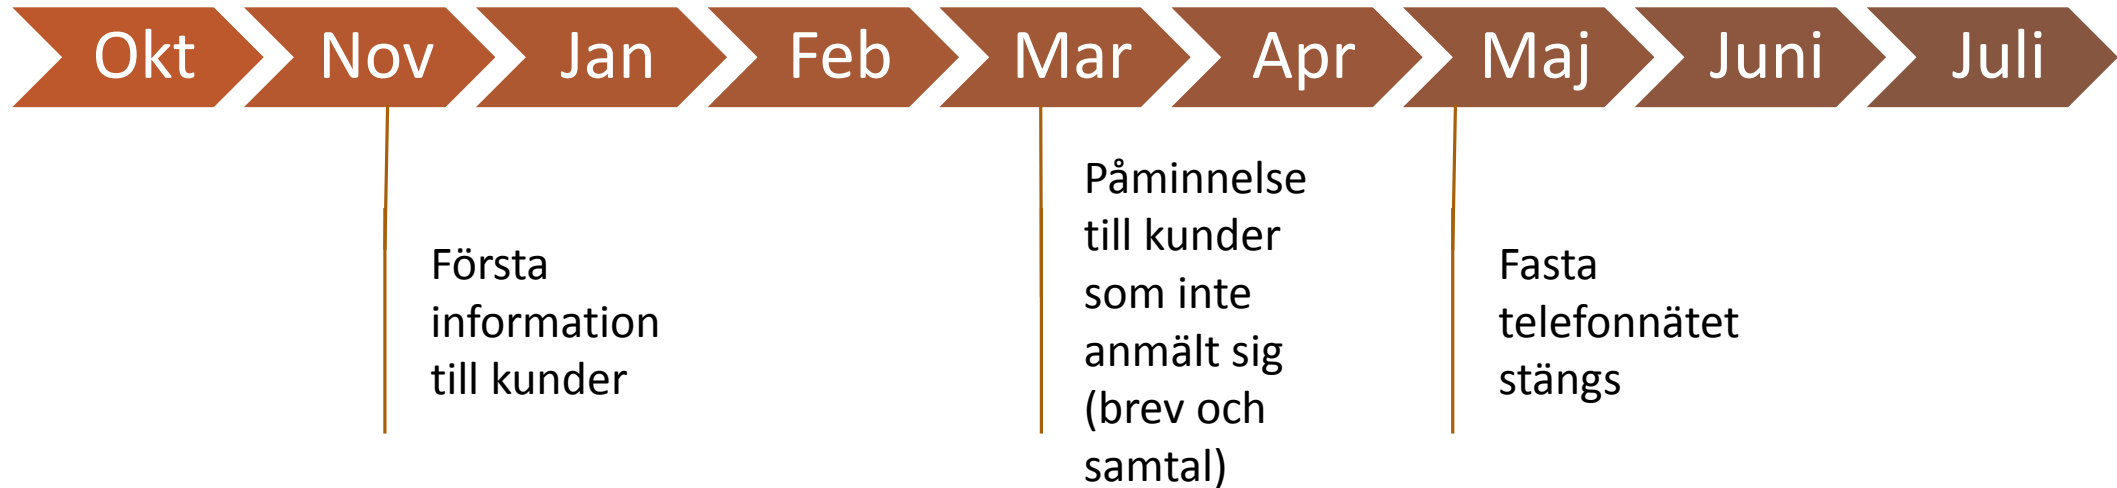 Okt Nov Jan Feb Mar Apr Maj Juni Juli
Första
information
till kunder
Påminnelse
till kunder
som inte
anmält sig
(brev och
samtal)
Fasta
telefonnätet
stängs